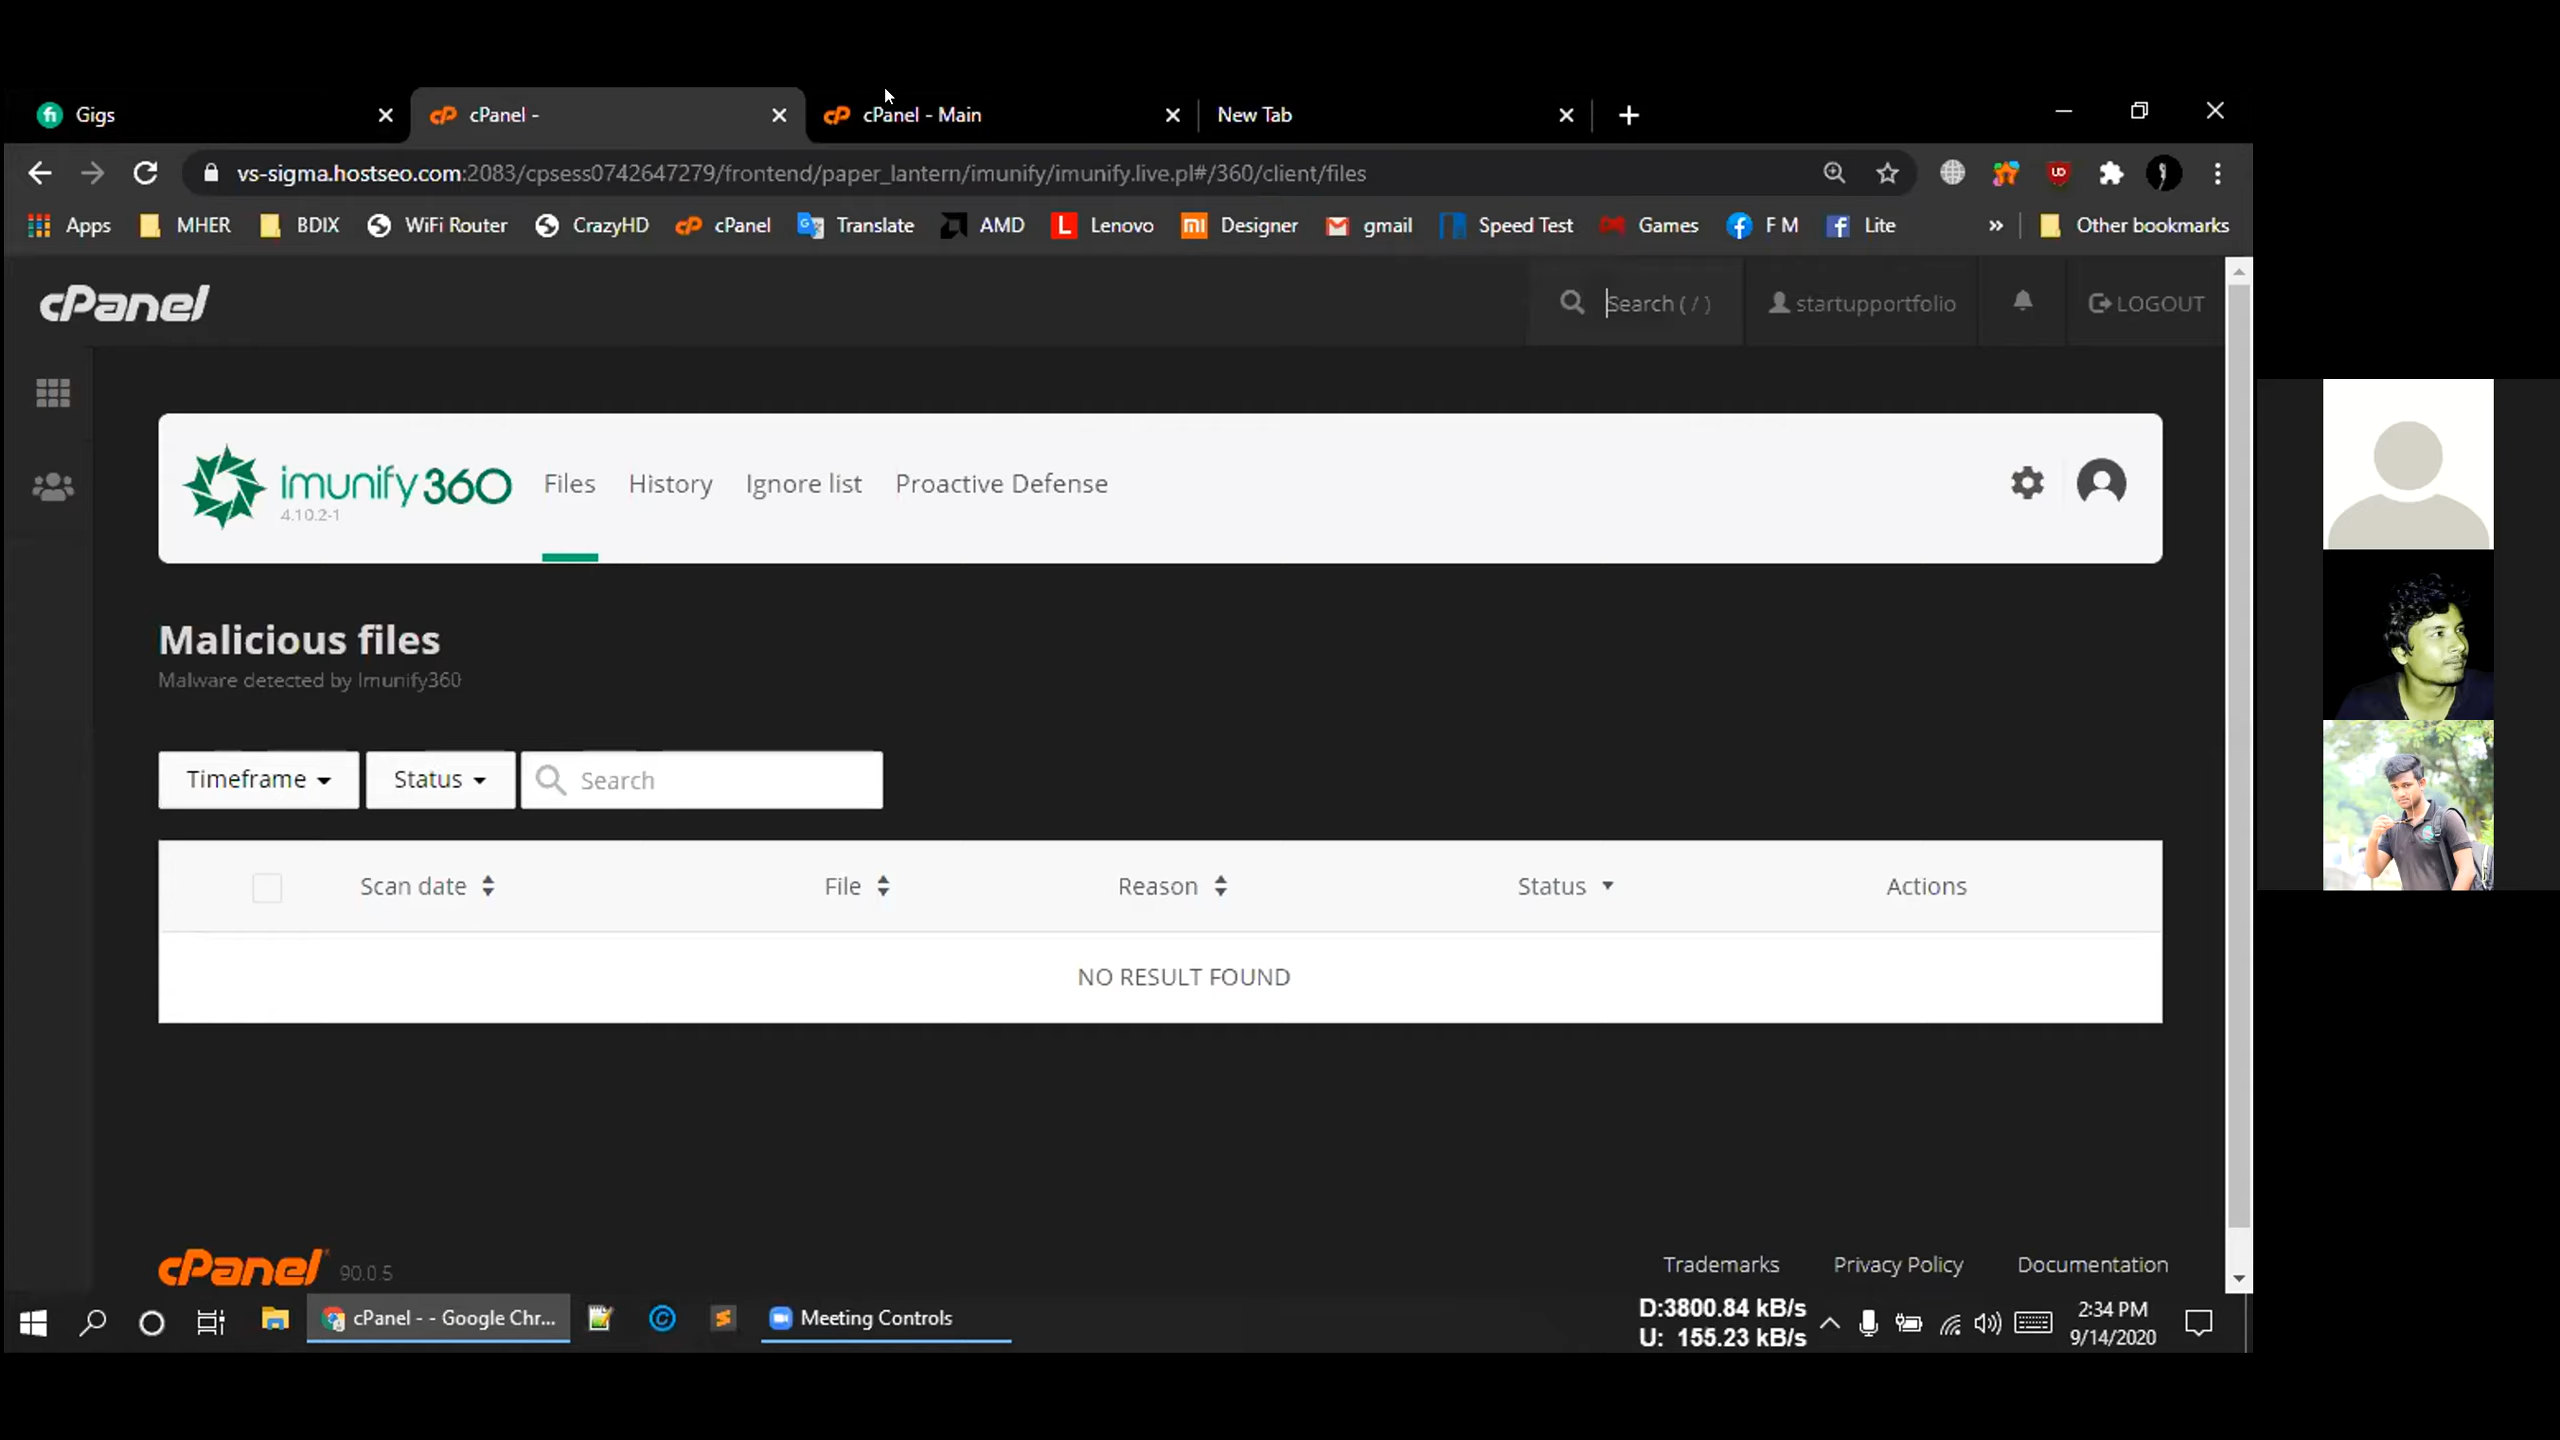 Gigs
cPanel -
cPanel - Main
New Tab
vs-sigma.hostseo.com:2083/cpsess0742647279/frontend/paper_lantern/imunify/imunify.live.pl#/360/client/files
Apps MHER BDIX WiFi Router CrazyHD cPanel Translate AMD Lenovo Designer gmail Speed Test Games F M Lite » Other bookmarks
cPanel
Search ( / )
startupportfolio
LOGOUT
imunify 360
4.10.2-1
Files History Ignore list Proactive Defense
Malicious files
Malware detected by Imunify360
Timeframe Status Search
Scan date File Reason Status Actions
NO RESULT FOUND
cPanel 90.0.5
Trademarks Privacy Policy Documentation
cPanel - - Google Chr...
Meeting Controls
D:3800.84 kB/s
U: 155.23 kB/s
2:34 PM
9/14/2020